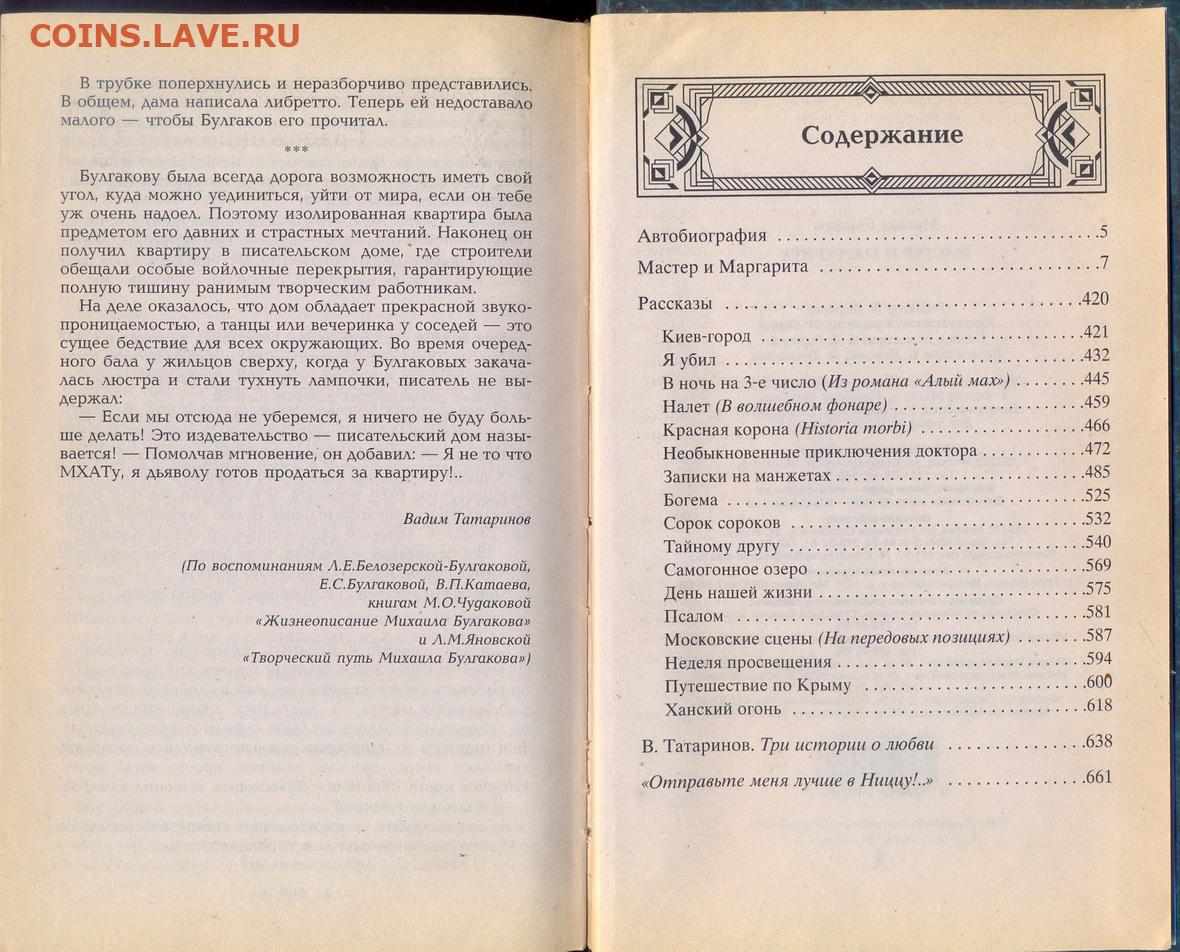 COINS.LAVE.RU
В трубке поперхнулись и неразборчиво представились.
В общем, дама написала либретто. Теперь ей недоставало
малого — чтобы Булгаков его прочитал.
***
Булгакову была всегда дорога возможность иметь свой
угол, куда можно уединиться, уйти от мира, если он тебе
уж очень надоел. Поэтому изолированная квартира была
предметом его давних и страстных мечтаний. Наконец он
получил квартиру в писательском доме, где строители
обещали особые войлочные перекрытия, гарантирующие
полную тишину ранимым творческим работникам.
На деле оказалось, что дом обладает прекрасной звуко-
проницаемостью, а танцы или вечеринка у соседей — это
сущее бедствие для всех окружающих. Во время очеред-
ного бала у жильцов сверху, когда у Булгаковых закача-
лась люстра и стали тухнуть лампочки, писатель не вы-
держал:
— Если мы отсюда не уберемся, я ничего не буду боль-
ше делать! Это издевательство — писательский дом назы-
вается! — Помолчав мгновение, он добавил: — Я не то что
МХАТу, я дьяволу готов продаться за квартиру!..
Вадим Татаринов
(По воспоминаниям Л.Е.Белозерской-Булгаковой,
Е.С.Булгаковой, В.П.Катаева,
книгам М.О.Чудаковой
«Жизнеописание Михаила Булгакова»
и Л.М.Яновской
«Творческий путь Михаила Булгакова»)
Содержание
Автобиография ..............................5
Мастер и Маргарита ..........................7
Рассказы ..................................420
Киев-город ..............................421
Я убил ..................................432
В ночь на 3-е число (Из романа «Алый мах») ........445
Налет (В волшебном фонаре) ....................459
Красная корона (Historia morbi) ..................466
Необыкновенные приключения доктора ............472
Записки на манжетах ..........................485
Богема ..................................525
Сорок сороков ..............................532
Тайному другу ..............................540
Самогонное озеро ............................569
День нашей жизни ............................575
Псалом ..................................581
Московские сцены (На передовых позициях) ........587
Неделя просвещения ..........................594
Путешествие по Крыму ........................600
Ханский огонь ..............................618
В. Татаринов. Три истории о любви ................638
«Отправьте меня лучше в Ниццу!..» ................661